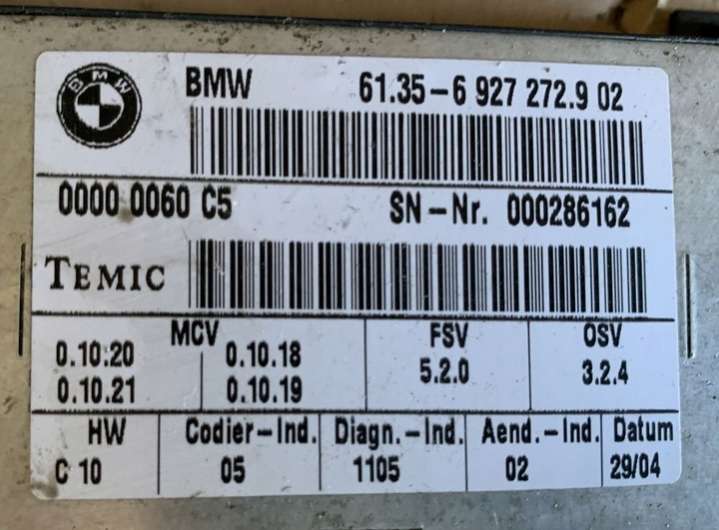 BMW
BMW 61.35-6 927 272.9 02
0000 0060 C5 SN-Nr. 000286162
TEMIC
MCV FSV OSV
0.10:20 0.10.18 5.2.0 3.2.4
0.10.21 0.10.19
HW Codier-Ind. Diagn.-Ind. Aend.-Ind. Datum
C 10 05 1105 02 29/04